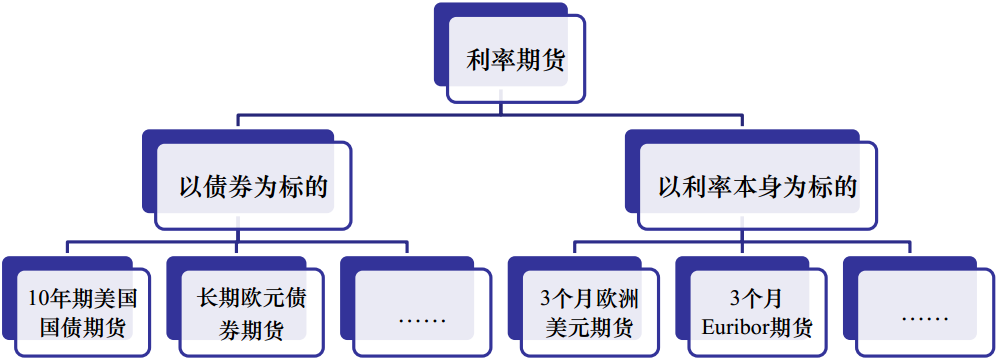 利率期货
以债券为标的
以利率本身为标的
10年期美国
国债期货
长期欧元债
券期货
……
3个月欧洲
美元期货
3个月
Euribor期货
……